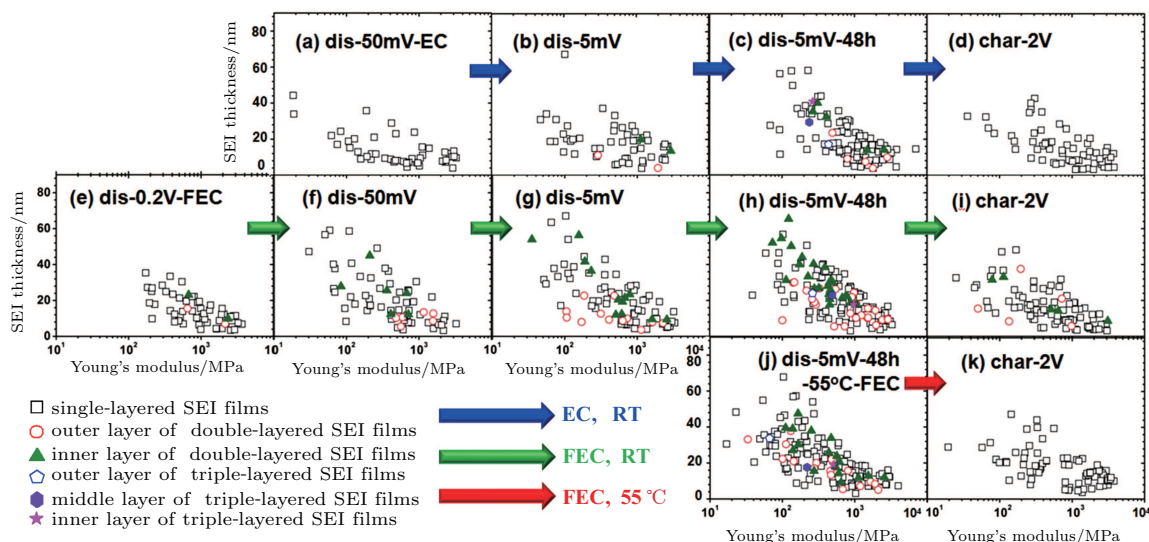 80
60
40
20
0
SEI thickness/nm
(a) dis-50mV-EC
(b) dis-5mV
(c) dis-5mV-48h
(d) char-2V
80
60
40
20
0
SEI thickness/nm
(e) dis-0.2V-FEC
(f) dis-50mV
(g) dis-5mV
(h) dis-5mV-48h
(i) char-2V
10¹ 10² 10³ 10⁴ 10¹ 10² 10³ 10⁴ 10¹ 10² 10³ 10⁴
Young's modulus/MPa
Young's modulus/MPa
Young's modulus/MPa
80
60
40
20
0
(j) dis-5mV-48h
-55°C-FEC
(k) char-2V
10¹ 10² 10³ 10⁴ 10¹ 10² 10³ 10⁴
Young's modulus/MPa
Young's modulus/MPa
single-layered SEI films
outer layer of double-layered SEI films
inner layer of double-layered SEI films
outer layer of triple-layered SEI films
middle layer of triple-layered SEI films
inner layer of triple-layered SEI films
EC, RT
FEC, RT
FEC, 55 ℃